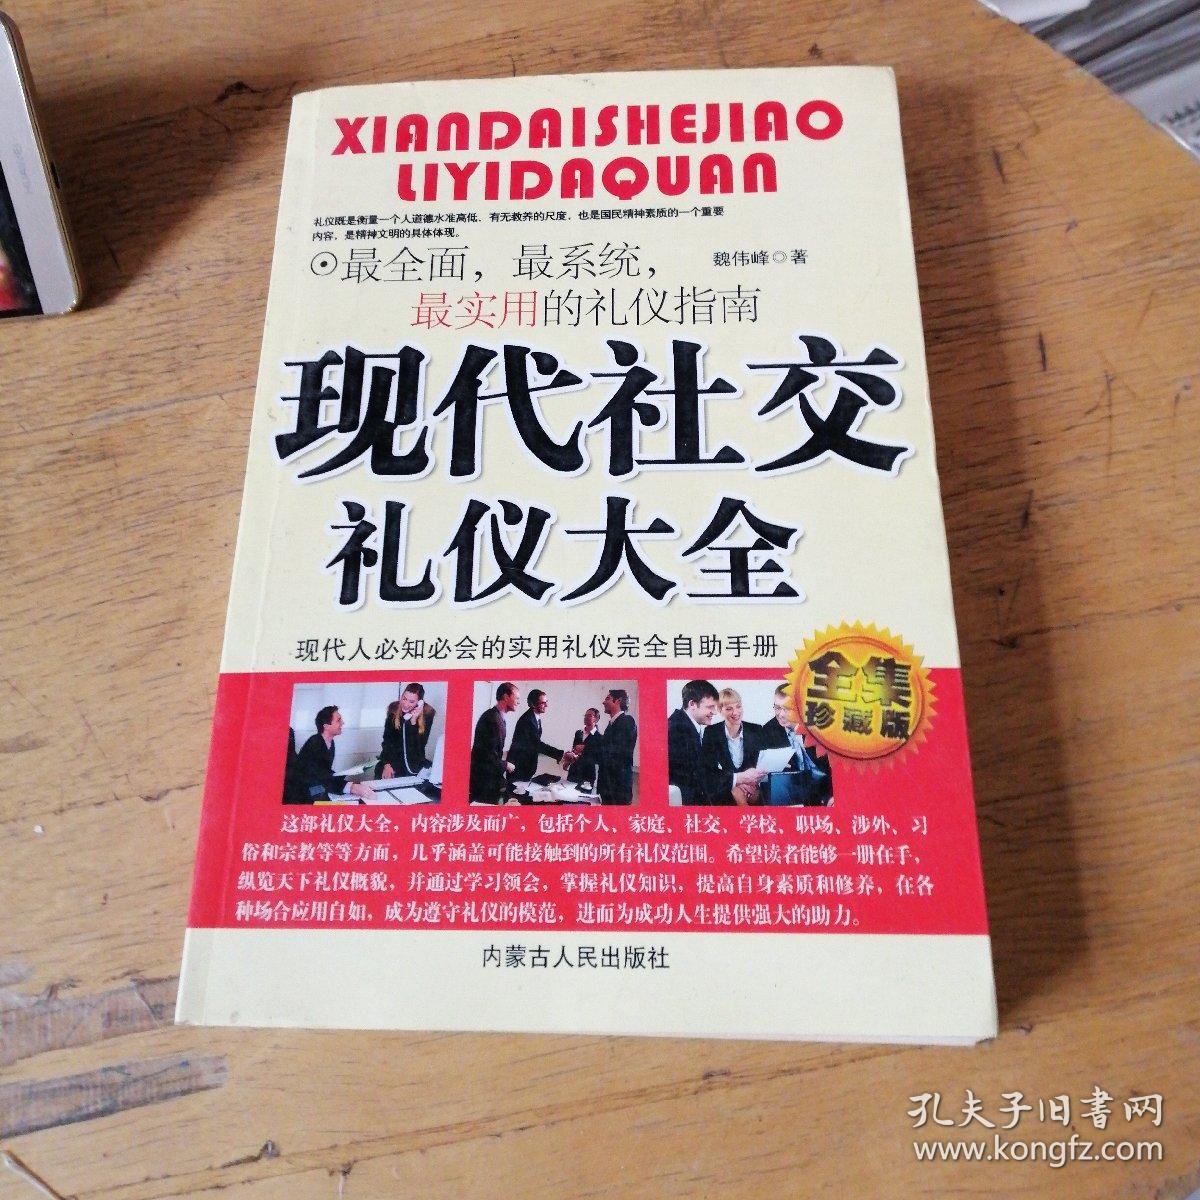 XIANDAISHEJIAO
LIYIDAQUAN
礼仪既是衡量一个人道德水准高低、有无教养的尺度，也是国民精神素质的一个重要
内容，是精神文明的具体体现。
⊙最全面，最系统，
魏伟峰◎著
最实用的礼仪指南
现代社交
礼仪大全
现代人必知必会的实用礼仪完全自助手册
全集
珍藏版
这部礼仪大全，内容涉及面广，包括个人、家庭、社交、学校、职场、涉外、习
俗和宗教等等方面，几乎涵盖可能接触到的所有礼仪范围。希望读者能够一册在手，
纵览天下礼仪概貌，并通过学习领会，掌握礼仪知识，提高自身素质和修养，在各
种场合应用自如，成为遵守礼仪的模范，进而为成功人生提供强大的助力。
内蒙古人民出版社
孔夫子旧书网
www.kongfz.com